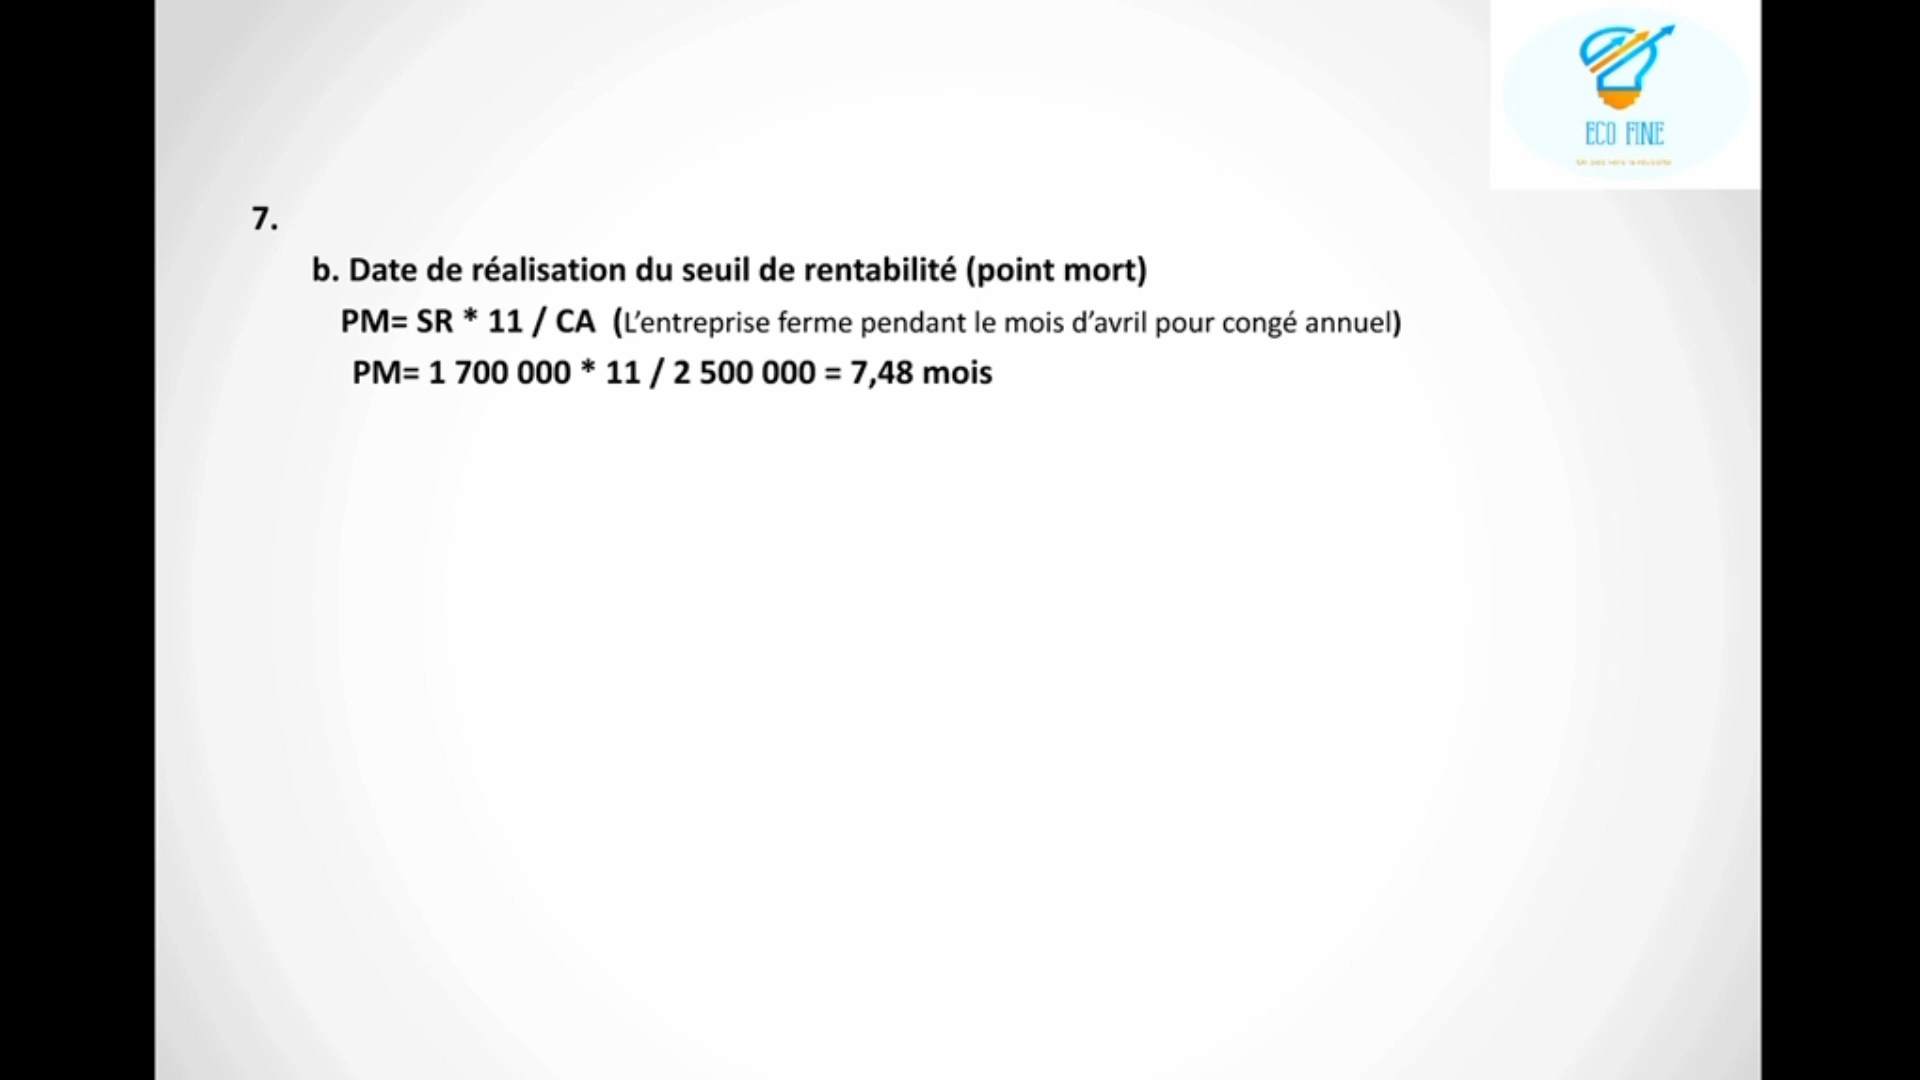 ECO FINE
7.
b. Date de réalisation du seuil de rentabilité (point mort)
PM= SR * 11 / CA (L’entreprise ferme pendant le mois d’avril pour congé annuel)
PM= 1 700 000 * 11 / 2 500 000 = 7,48 mois